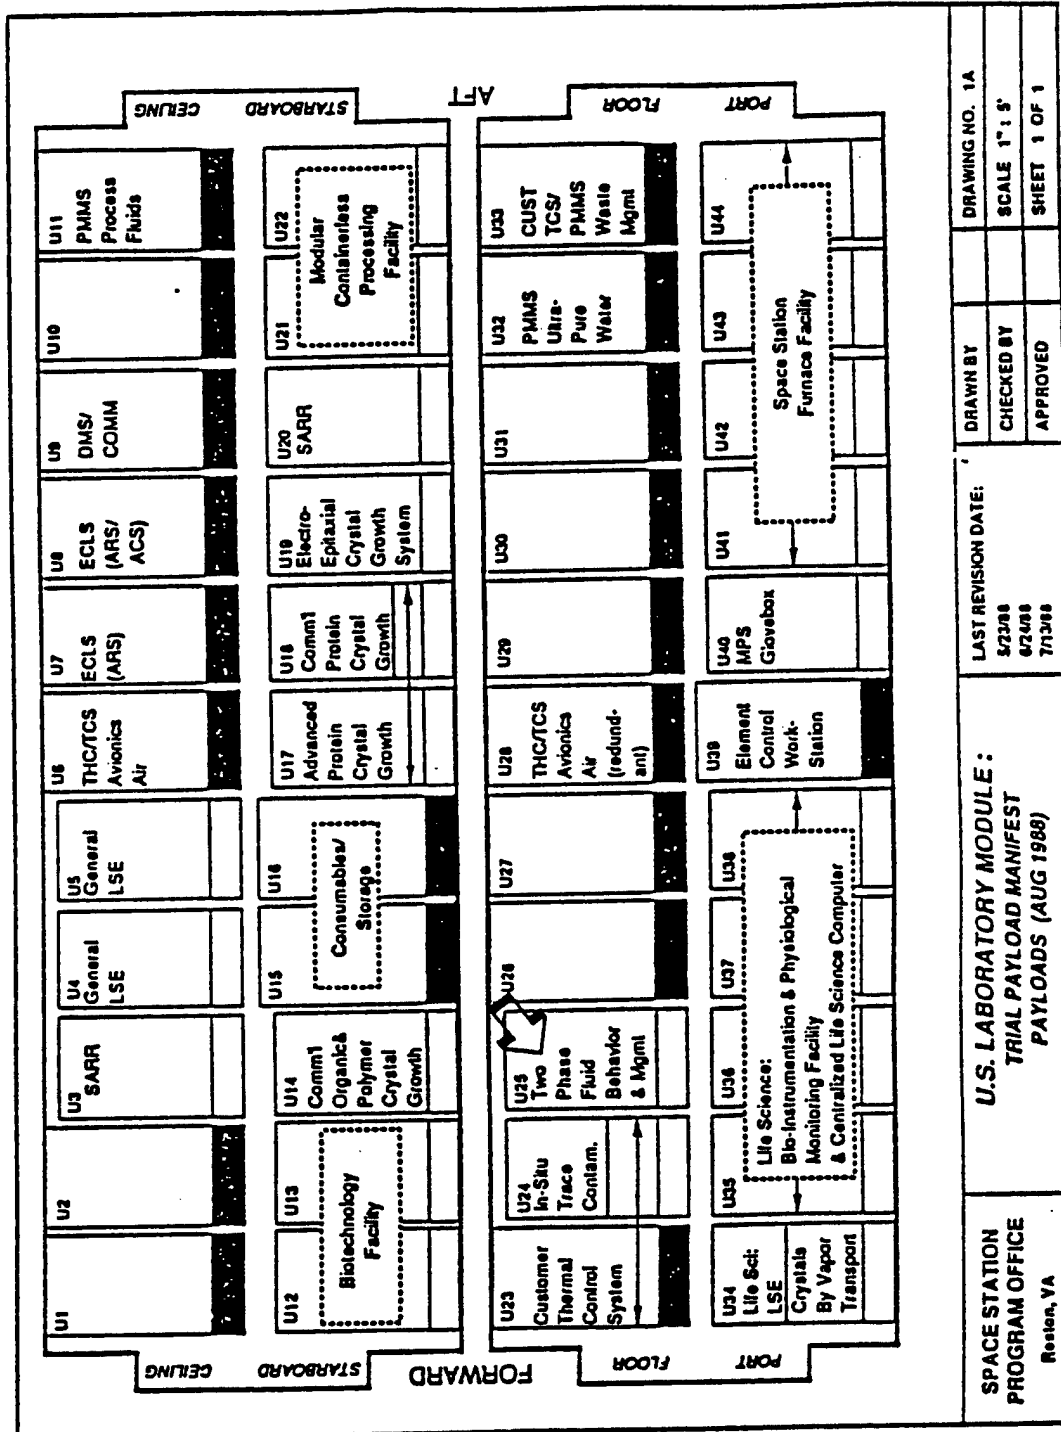 CEILING
STARBOARD
U1
U2
U3
SARR
U4
General
LSE
U5
General
LSE
U6
THC/TCS
Avionics
Air
U7
ECLS
(ARS)
U8
ECLS
(ARS/
ACS)
U9
DMS/
COMM
U10
U11
PMMS
Process
Fluids
CEILING
STARBOARD
U12
U13
Biotechnology
Facility
U14
Comm'l
Organic&
Polymer
Crystal
Growth
U15
U16
Consumables/
Storage
U17
Advanced
Protein
Crystal
Growth
U18
Comm'l
Protein
Crystal
Growth
U19
Electro-
Epitaxial
Crystal
Growth
System
U20
SARR
U21
U22
Modular
Containerless
Processing
Facility
FORWARD
AFT
FLOOR
PORT
U23
Customer
Thermal
Control
System
U24
In-Situ
Trace
Contam.
U25
Two
Phase
Fluid
Behavior
& Mgmt
U26
U27
U28
THC/TCS
Avionics
Air
(redund-
ant)
U29
U30
U31
U32
PMMS
Ultra-
Pure
Water
U33
CUST
TCS/
PMMS
Waste
Mgmt
FLOOR
PORT
U34
Life Sci:
LSE
Crystals
By Vapor
Transport
U35
U36
U37
U38
Life Science:
Bio-Instrumentation & Physiological
Monitoring Facility
& Centralized Life Science Computer
U39
Element
Control
Work-
Station
U40
MPS
Glovebox
U41
U42
U43
U44
Space Station
Furnace Facility
SPACE STATION
PROGRAM OFFICE
Reston, VA
U.S. LABORATORY MODULE :
TRIAL PAYLOAD MANIFEST
PAYLOADS (AUG 1988)
LAST REVISION DATE:
5/23/88
6/24/88
7/13/88
DRAWN BY
CHECKED BY
APPROVED
DRAWING NO. 1A
SCALE 1" : 5'
SHEET 1 OF 1